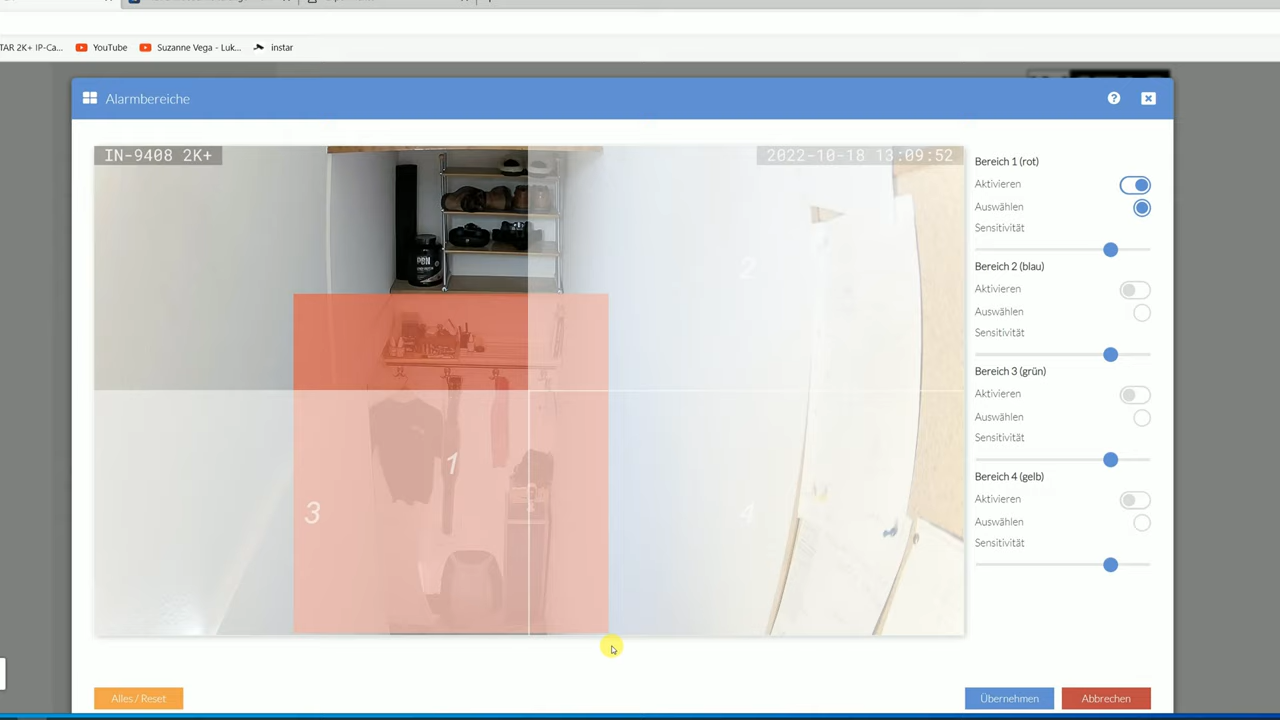 TAR 2K+ IP-Ca...
YouTube
Suzanne Vega - Luk...
instar
Alarmbereiche
IN-9408 2K+
2022-10-18 13:09:52
Bereich 1 (rot)
Aktivieren
Auswählen
Sensitivität
Bereich 2 (blau)
Aktivieren
Auswählen
Sensitivität
Bereich 3 (grün)
Aktivieren
Auswählen
Sensitivität
Bereich 4 (gelb)
Aktivieren
Auswählen
Sensitivität
2
1
3
4
Alles / Reset
Übernehmen
Abbrechen